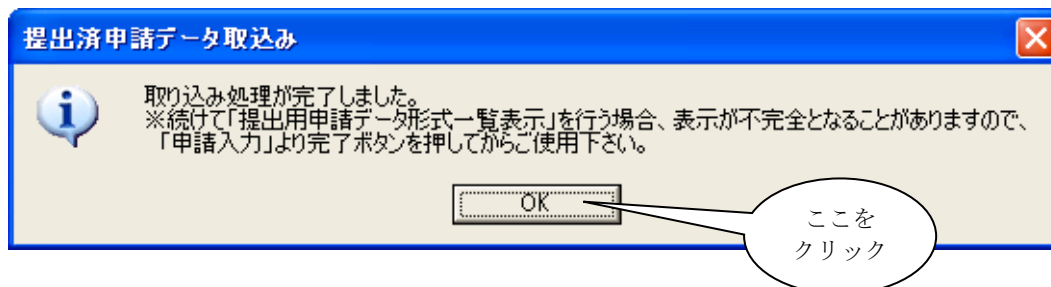 提出済申請データ取込み
取り込み処理が完了しました。
※続けて「提出用申請データ形式一覧表示」を行う場合、表示が不完全となることがありますので、
「申請入力」より完了ボタンを押してからご使用下さい。
OK
ここを
クリック